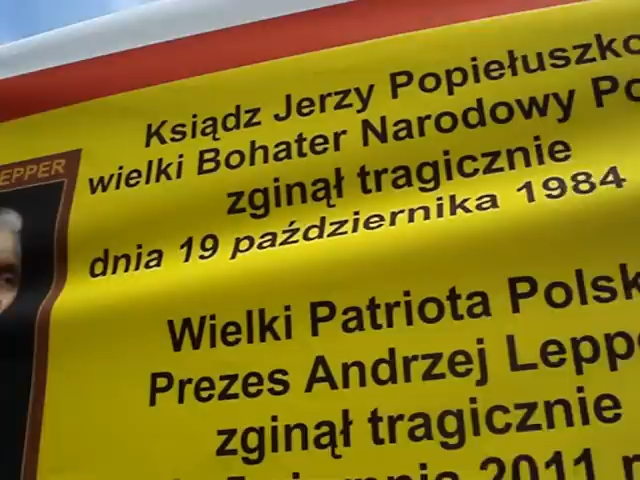 EPPER
Ksiądz Jerzy Popiełuszko
wielki Bohater Narodowy Po
zginął tragicznie
dnia 19 października 1984
Wielki Patriota Polsk
Prezes Andrzej Leppe
zginął tragicznie
2011 r